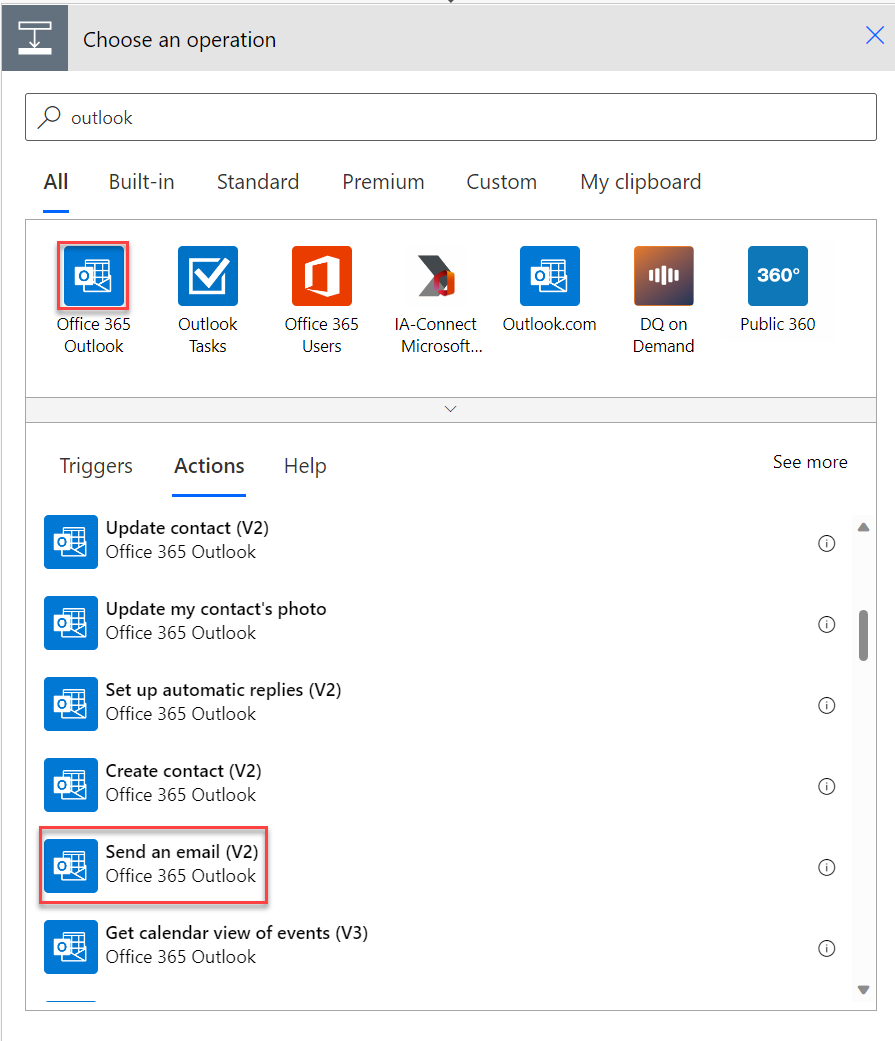 Choose an operation
outlook
All Built-in Standard Premium Custom My clipboard
Office 365 Outlook Office 365 IA-Connect Outlook.com DQ on Public 360
Outlook Tasks Users Microsoft... Demand
360°
Triggers Actions Help See more
Update contact (V2)
Office 365 Outlook
Update my contact's photo
Office 365 Outlook
Set up automatic replies (V2)
Office 365 Outlook
Create contact (V2)
Office 365 Outlook
Send an email (V2)
Office 365 Outlook
Get calendar view of events (V3)
Office 365 Outlook